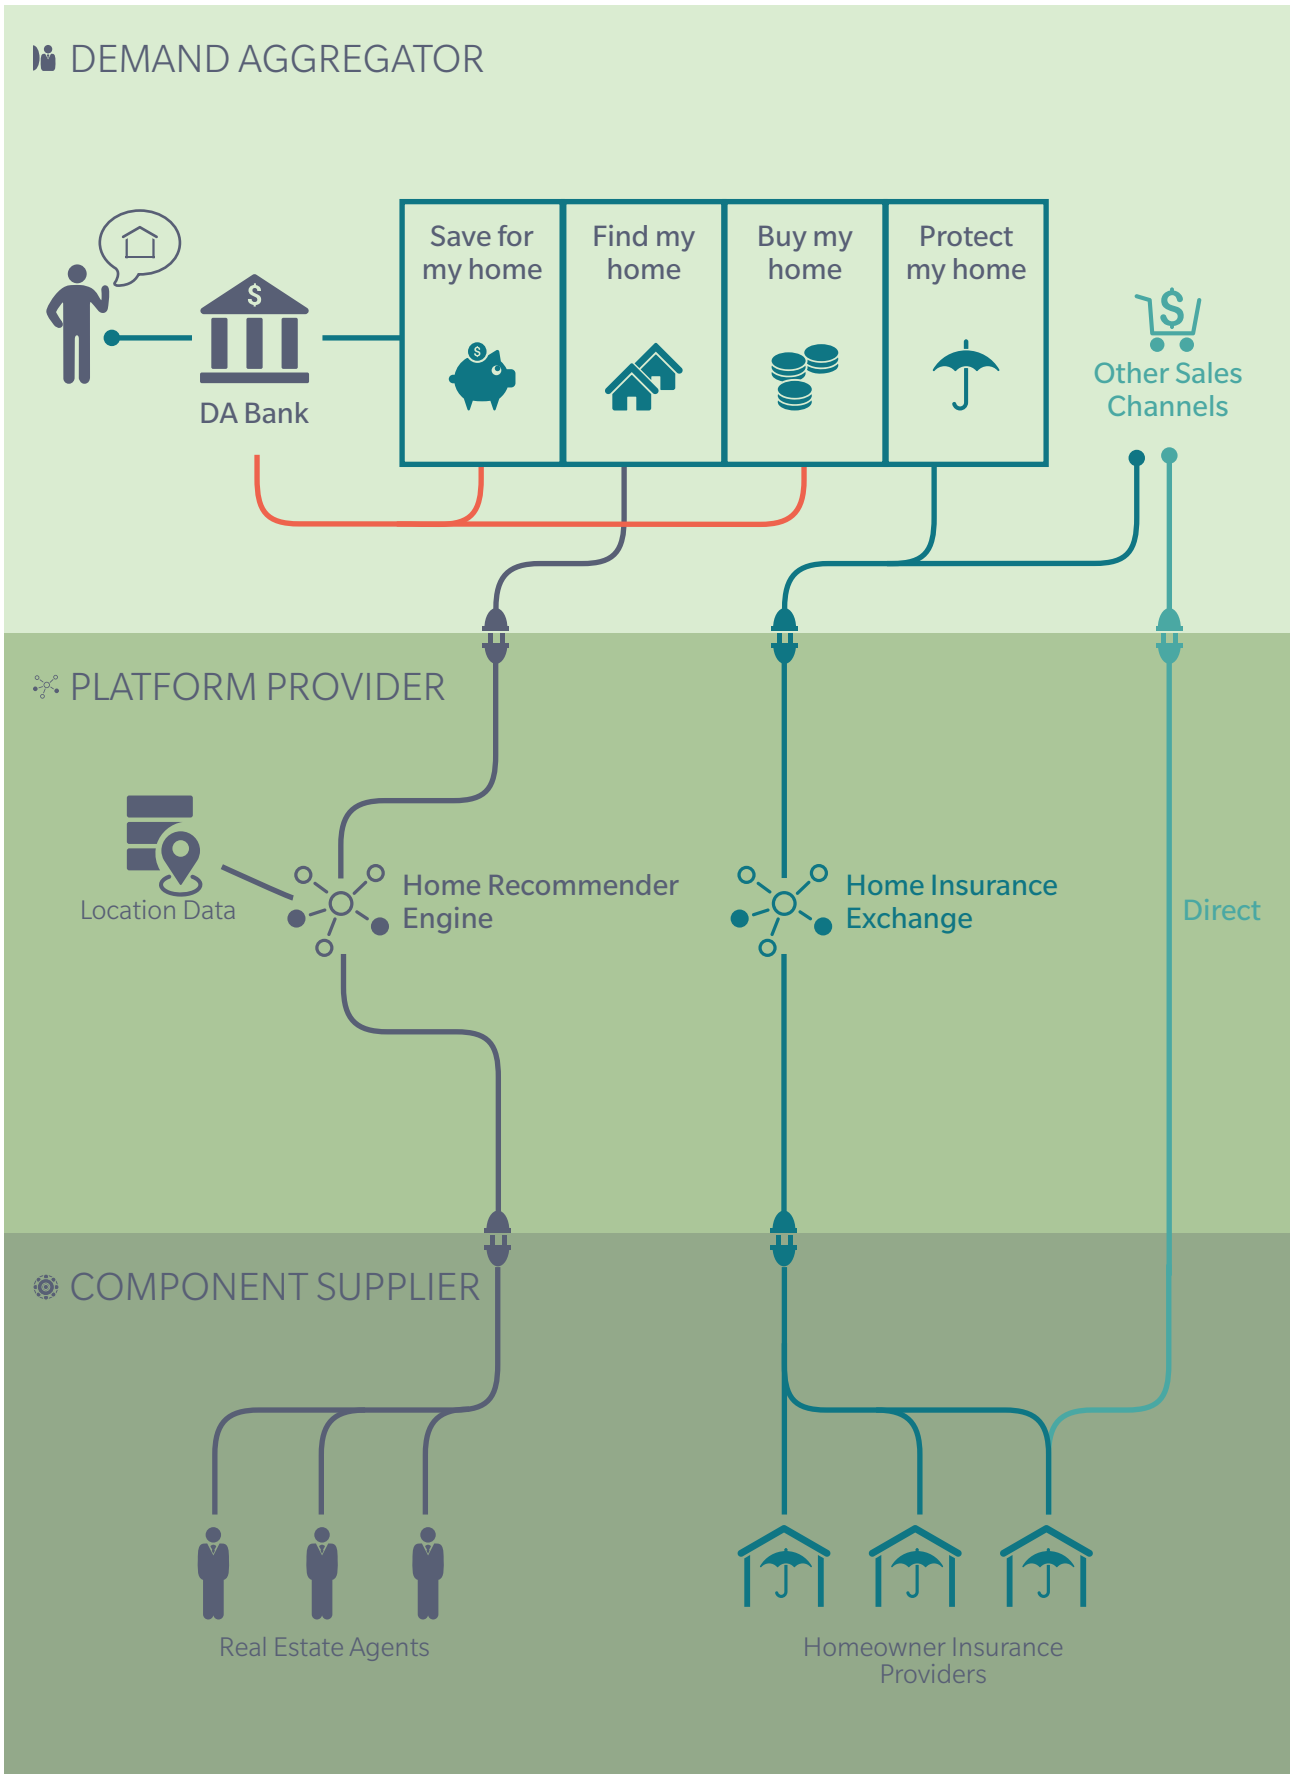 DEMAND AGGREGATOR
Save for
my home
Find my
home
Buy my
home
Protect
my home
$
$
$
DA Bank
Other Sales
Channels
PLATFORM PROVIDER
Location Data
Home Recommender
Engine
Home Insurance
Exchange
Direct
COMPONENT SUPPLIER
Real Estate Agents
Homeowner Insurance
Providers